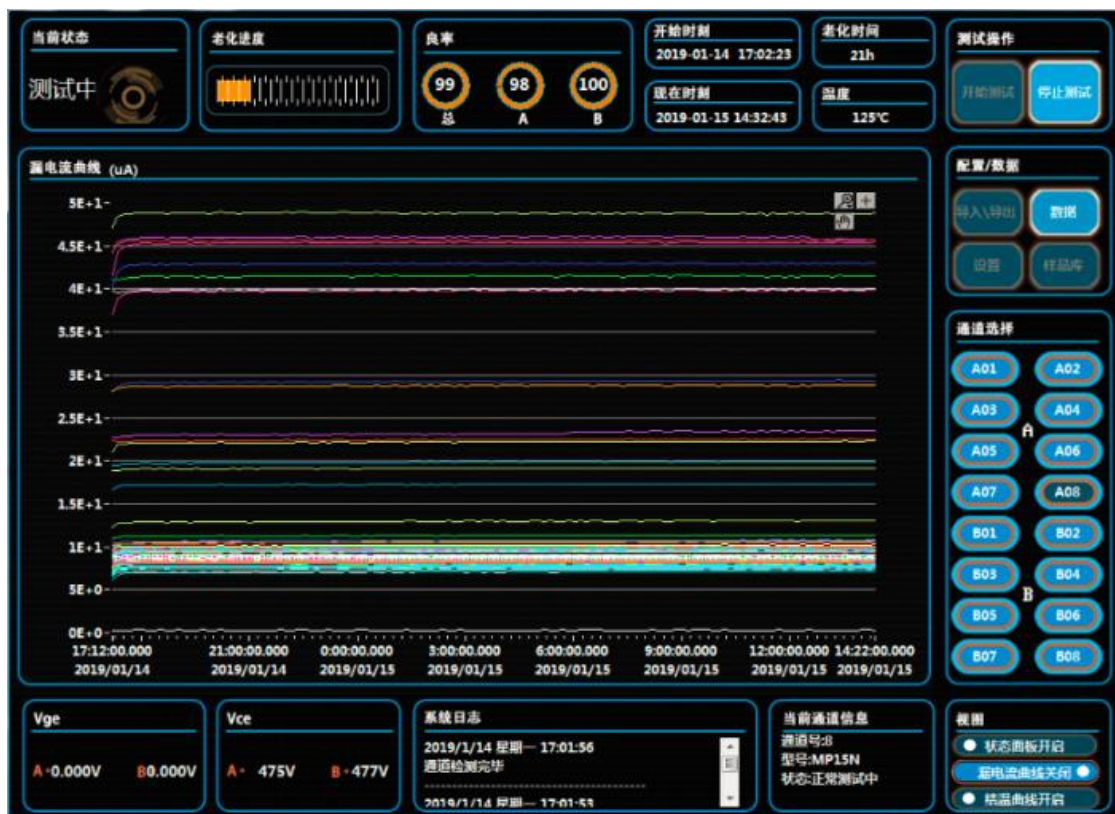 当前状态
测试中
老化进度
良率
99
98
100
总
A
B
开始时刻
2019-01-14 17:02:23
现在时刻
2019-01-15 14:32:43
老化时间
21h
温度
125℃
测试操作
开始测试
停止测试
漏电流曲线 (uA)
5E+1
4.5E+1
4E+1
3.5E+1
3E+1
2.5E+1
2E+1
1.5E+1
1E+1
5E+0
0E+0
17:12:00.000
2019/01/14
21:00:00.000
2019/01/14
0:00:00.000
2019/01/15
3:00:00.000
2019/01/15
6:00:00.000
2019/01/15
9:00:00.000
2019/01/15
12:00:00.000
2019/01/15
14:22:00.000
2019/01/15
配置/数据
导入\导出
数据
设置
样品库
通道选择
A01
A02
A03
A04
A
A05
A06
A07
A08
B01
B02
B03
B04
B
B05
B06
B07
B08
Vge
A -0.000V
B0.000V
Vce
A- 475V
B-477V
系统日志
2019/1/14 星期一 17:01:56
通道检测完毕
2019/1/14 星期一 17:01:53
当前通道信息
通道号:8
型号:MP15N
状态:正常测试中
视图
状态面板开启
漏电流曲线关闭
结温曲线开启